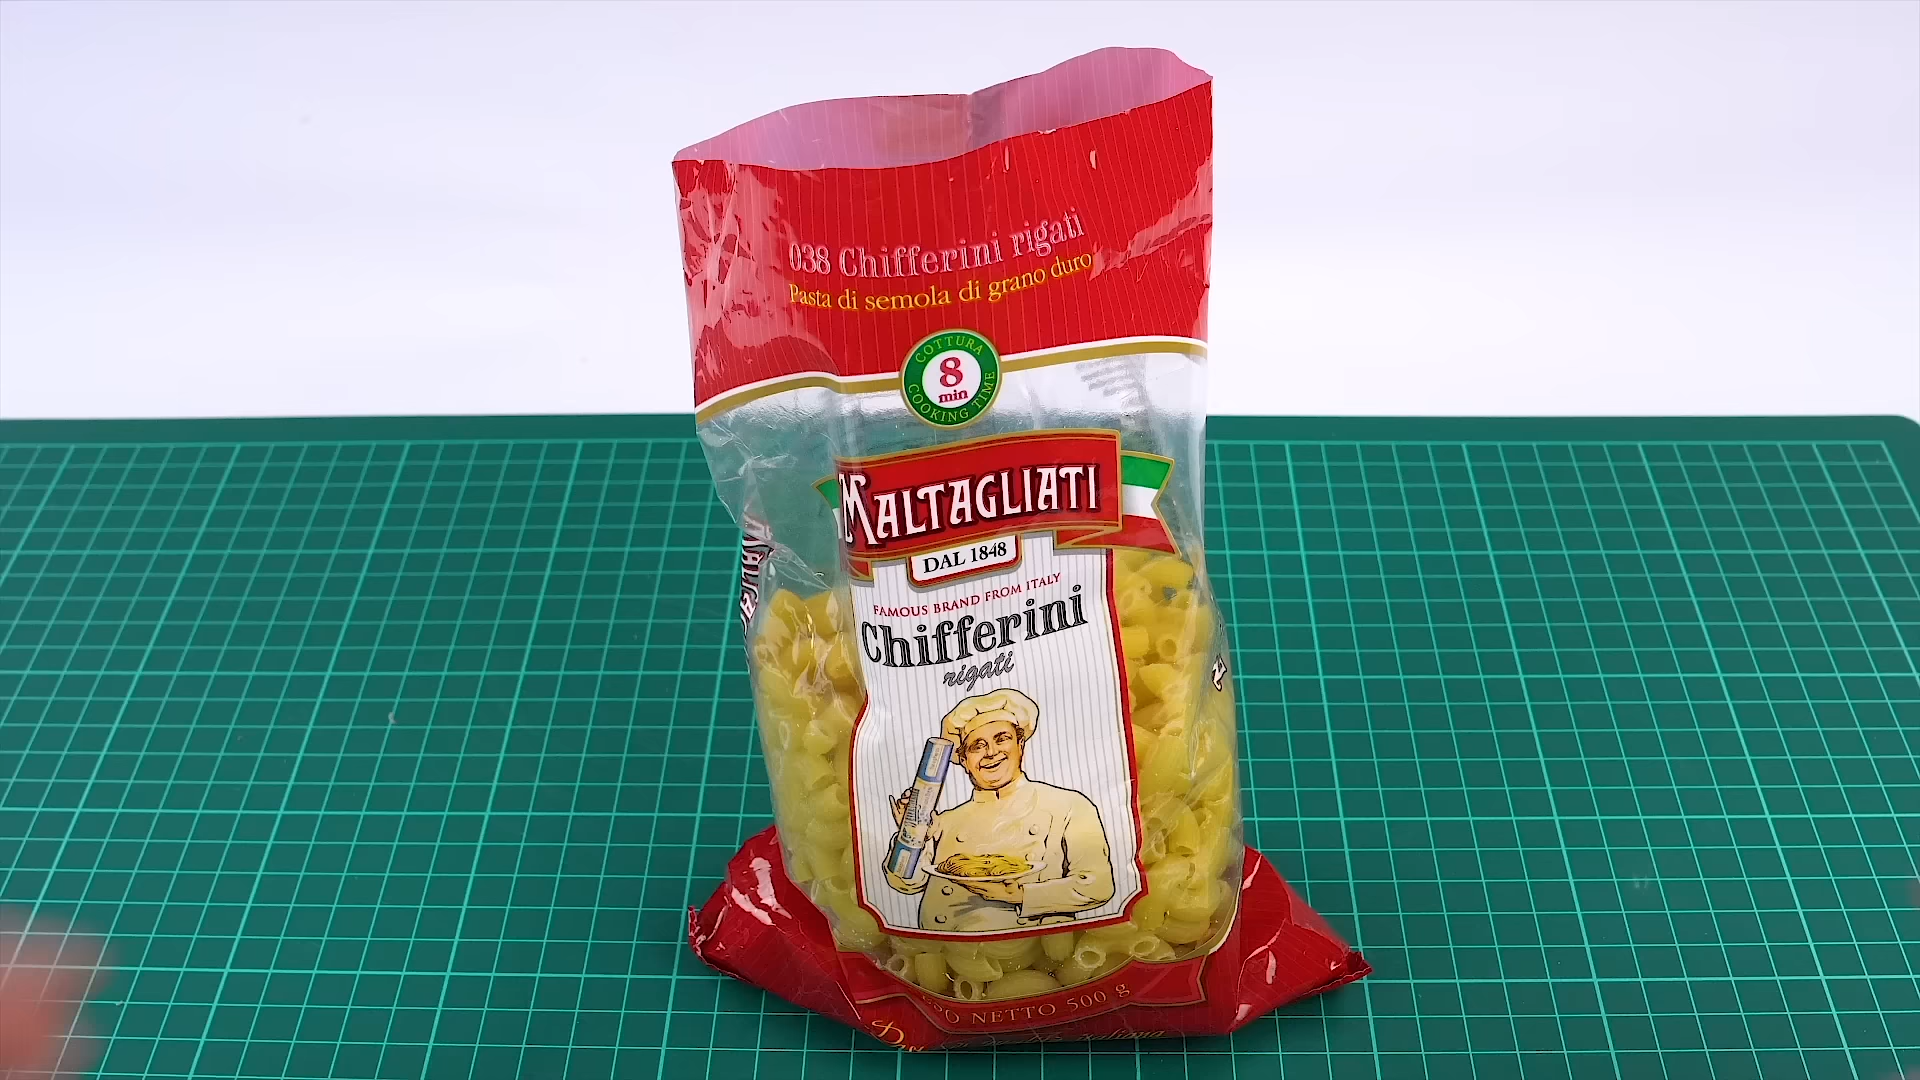 038 Chifferini rigati
Pasta di semola di grano duro
COTTURA
8
min
COOKING TIME
MALTAGLIATI
DAL 1848
FAMOUS BRAND FROM ITALY
Chifferini
rigati
NETTO 500 g